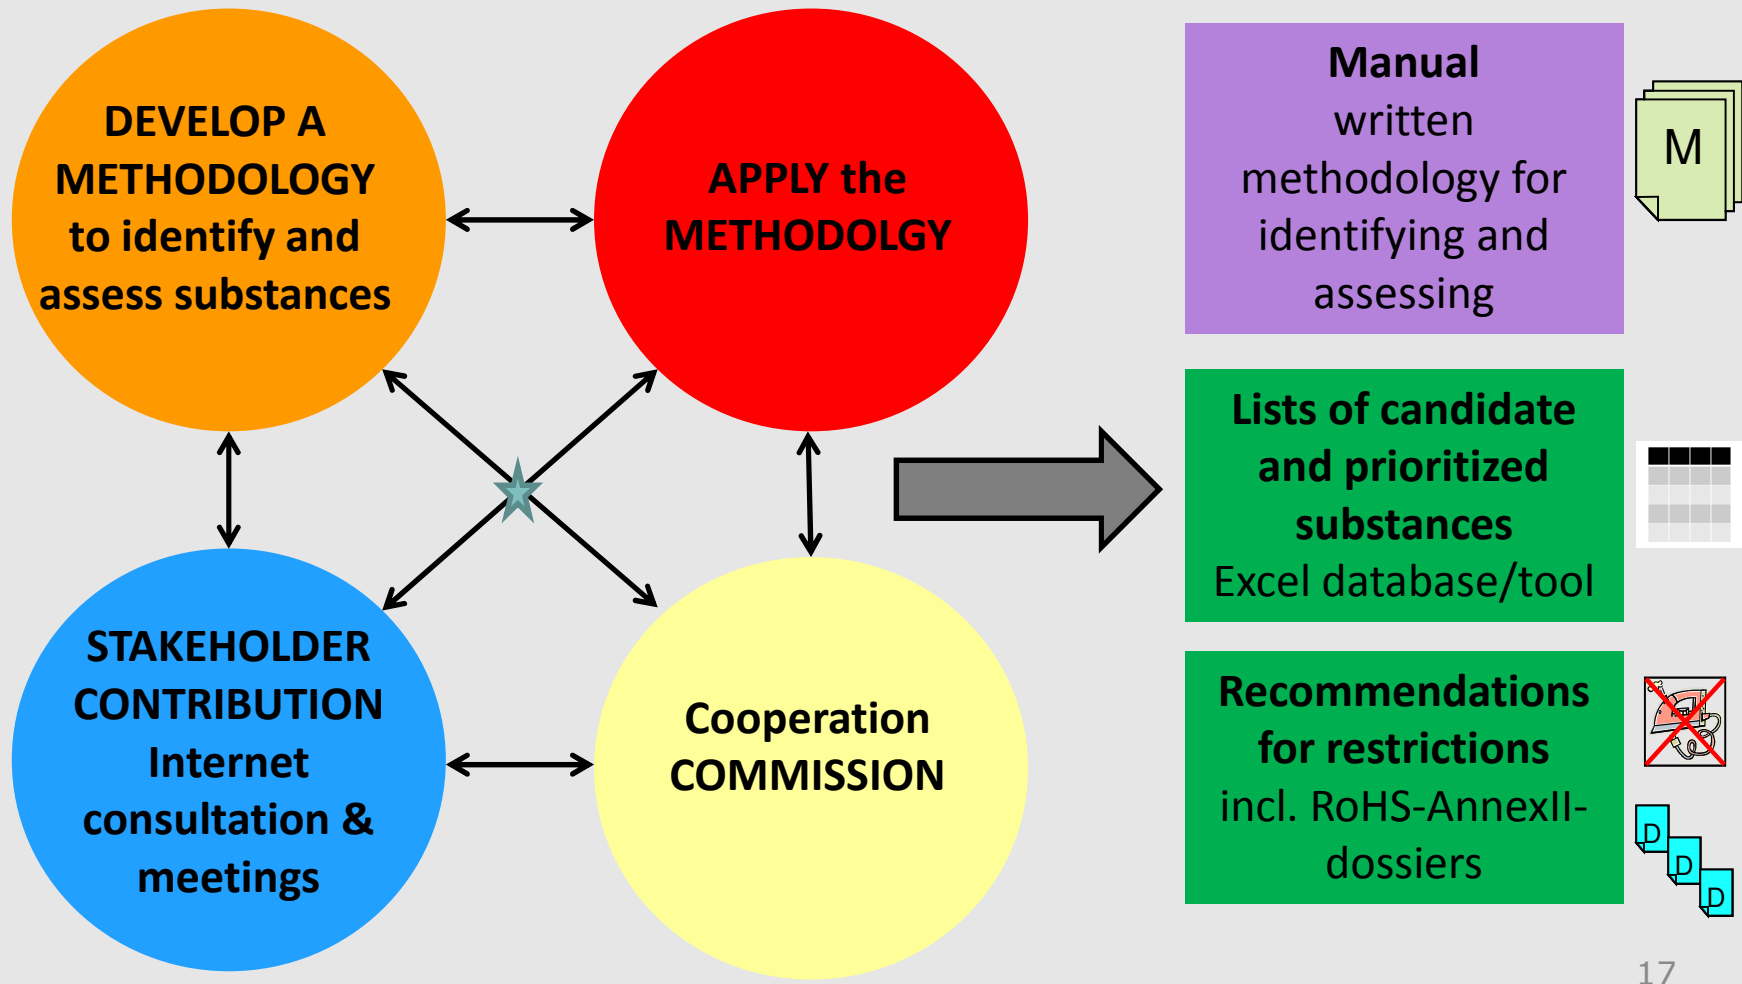 DEVELOP A
METHODOLOGY
to identify and
assess substances
APPLY the
METHODOLGY
STAKEHOLDER
CONTRIBUTION
Internet
consultation &
meetings
Cooperation
COMMISSION
Manual
written
methodology for
identifying and
assessing
M
Lists of candidate
and prioritized
substances
Excel database/tool
Recommendations
for restrictions
incl. RoHS-AnnexII-
dossiers
D
D
D
17